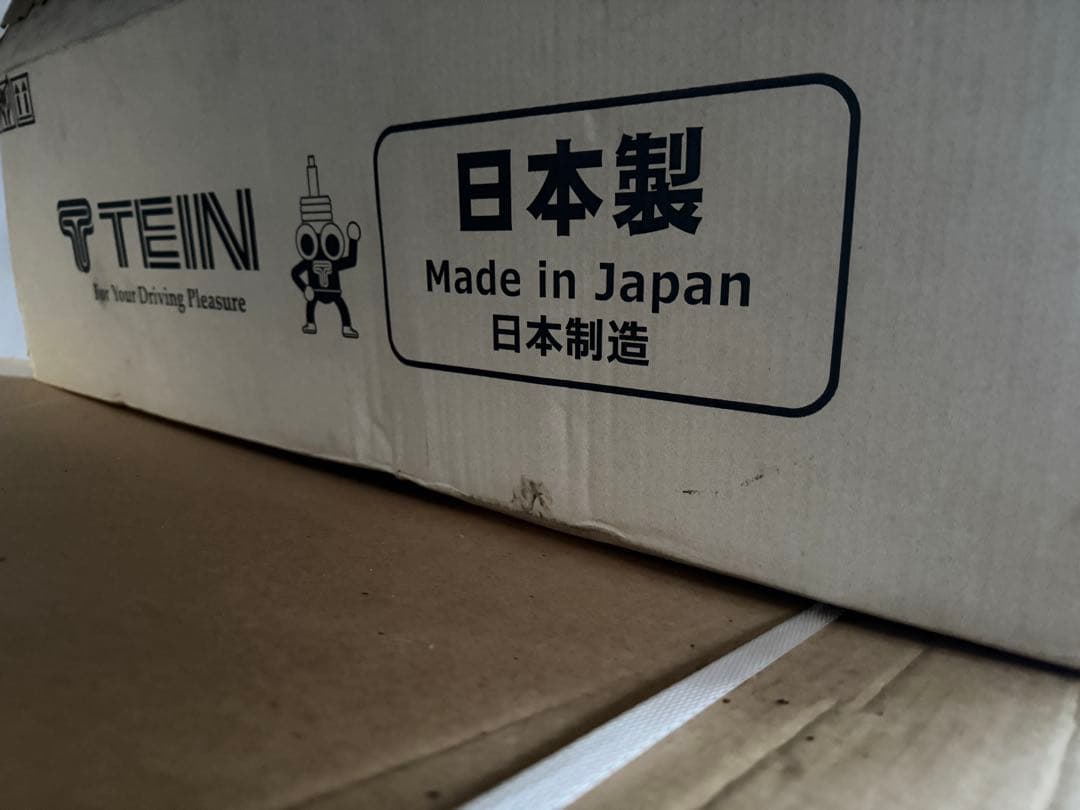 TEIN
For Your Driving Pleasure
日本製
Made in Japan
日本制造